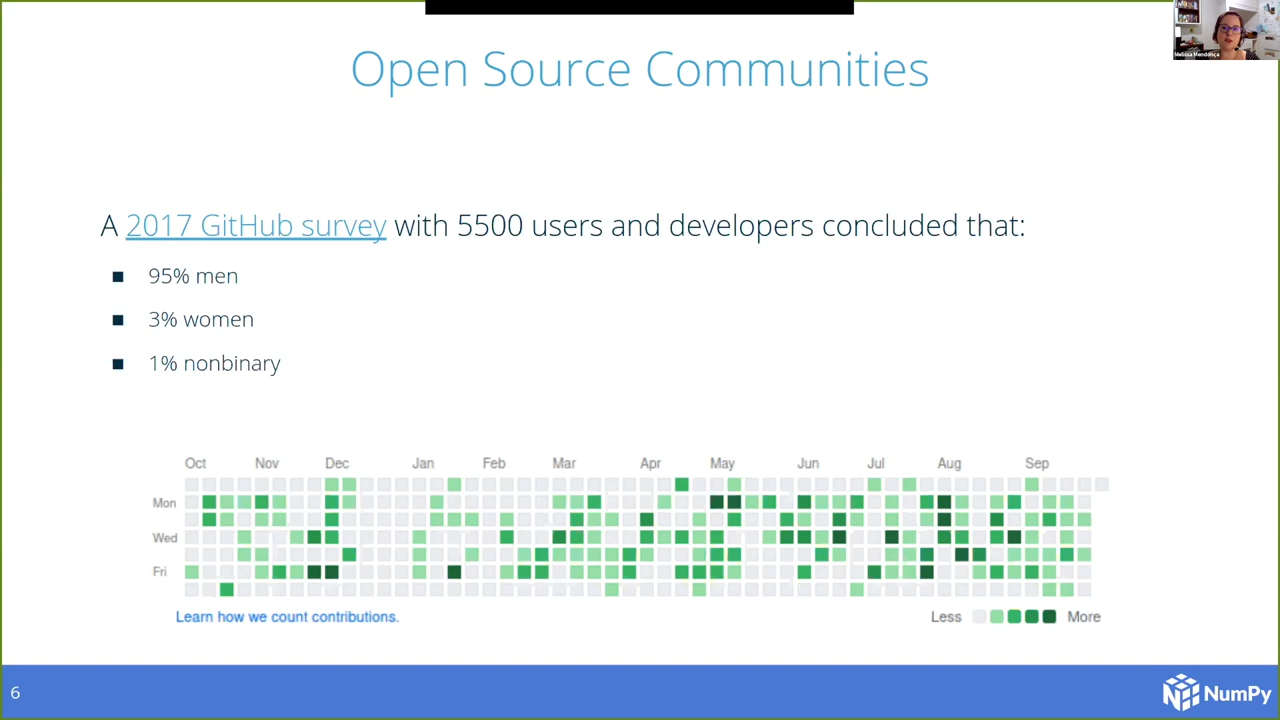 Melissa Mendonça
Open Source Communities
A 2017 GitHub survey with 5500 users and developers concluded that:
95% men
3% women
1% nonbinary
Oct Nov Dec Jan Feb Mar Apr May Jun Jul Aug Sep
Mon
Wed
Fri
Learn how we count contributions.
Less More
6
NumPy